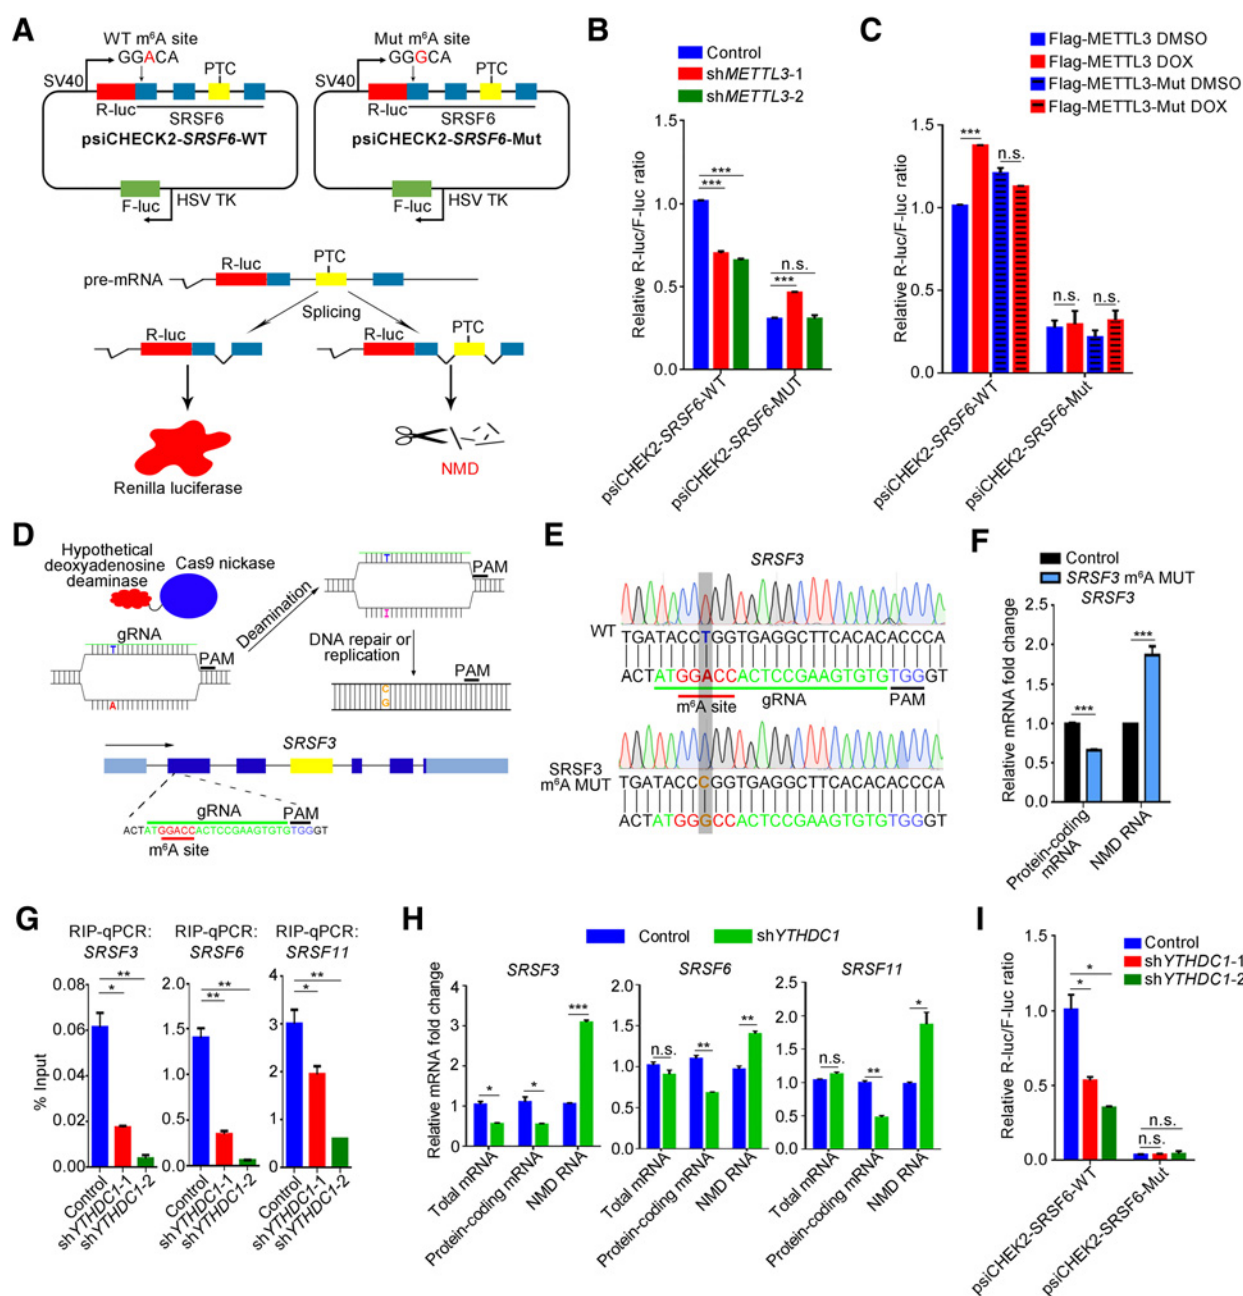 A
WT m⁶A site
GGACA
SV40
PTC
R-luc
SRSF6
psiCHECK2-SRSF6-WT
F-luc
HSV TK
Mut m⁶A site
GGGCA
SV40
PTC
R-luc
SRSF6
psiCHECK2-SRSF6-Mut
F-luc
HSV TK
pre-mRNA
R-luc
PTC
Splicing
R-luc
R-luc
PTC
Renilla luciferase
NMD
B
Control
shMETTL3-1
shMETTL3-2
Relative R-luc/F-luc ratio
1.5
1.0
0.5
0.0
***
***
***
n.s.
psiCHEK2-SRSF6-WT
psiCHEK2-SRSF6-MUT
C
Flag-METTL3 DMSO
Flag-METTL3 DOX
Flag-METTL3-Mut DMSO
Flag-METTL3-Mut DOX
Relative R-luc/F-luc ratio
1.5
1.0
0.5
0.0
***
n.s.
n.s.
n.s.
psiCHEK2-SRSF6-WT
psiCHEK2-SRSF6-Mut
D
Hypothetical
deoxyadenosine
deaminase
Cas9 nickase
gRNA
T
PAM
A
Deamination
T
PAM
I
DNA repair or
replication
PAM
C
G
SRSF3
gRNA
PAM
ACTATGGACCACTCCGAAGTGTGTGGGT
m⁶A site
E
SRSF3
WT
TGATACCTGGTGAGGCTTCACACACCCA
ACTATGGACCACTCCGAAGTGTGTGGGT
m⁶A site
gRNA
PAM
SRSF3
m⁶A MUT
TGATACCCGGTGAGGCTTCACACACCCA
ACTATGGGCCACTCCGAAGTGTGTGGGT
F
Control
SRSF3 m⁶A MUT
SRSF3
Relative mRNA fold change
2.5
2.0
1.5
1.0
0.5
0.0
***
***
Protein-coding
mRNA
NMD RNA
G
RIP-qPCR:
SRSF3
RIP-qPCR:
SRSF6
RIP-qPCR:
SRSF11
% Input
0.08
0.06
0.04
0.02
0.00
**
*
2.0
1.5
1.0
0.5
0.0
**
**
4
3
2
1
0
**
*
Control
shYTHDC1-1
shYTHDC1-2
Control
shYTHDC1-1
shYTHDC1-2
Control
shYTHDC1-1
shYTHDC1-2
H
Control
shYTHDC1
Relative mRNA fold change
SRSF3
4
3
2
1
0
*
*
***
Total mRNA
Protein-coding mRNA
NMD RNA
SRSF6
2.0
1.5
1.0
0.5
0.0
n.s.
**
**
Total mRNA
Protein-coding mRNA
NMD RNA
SRSF11
2.5
2.0
1.5
1.0
0.5
0.0
n.s.
**
*
Total mRNA
Protein-coding mRNA
NMD RNA
I
Control
shYTHDC1-1
shYTHDC1-2
Relative R-luc/F-luc ratio
1.5
1.0
0.5
0.0
*
*
n.s.
n.s.
psiCHEK2-SRSF6-WT
psiCHEK2-SRSF6-Mut